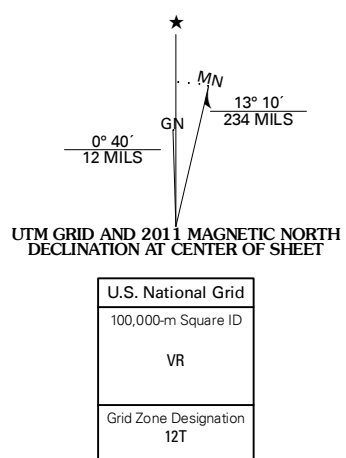 ★
MN
GN
0° 40´
12 MILS
13° 10´
234 MILS
UTM GRID AND 2011 MAGNETIC NORTH
DECLINATION AT CENTER OF SHEET
U.S. National Grid
100,000-m Square ID
VR
Grid Zone Designation
12T